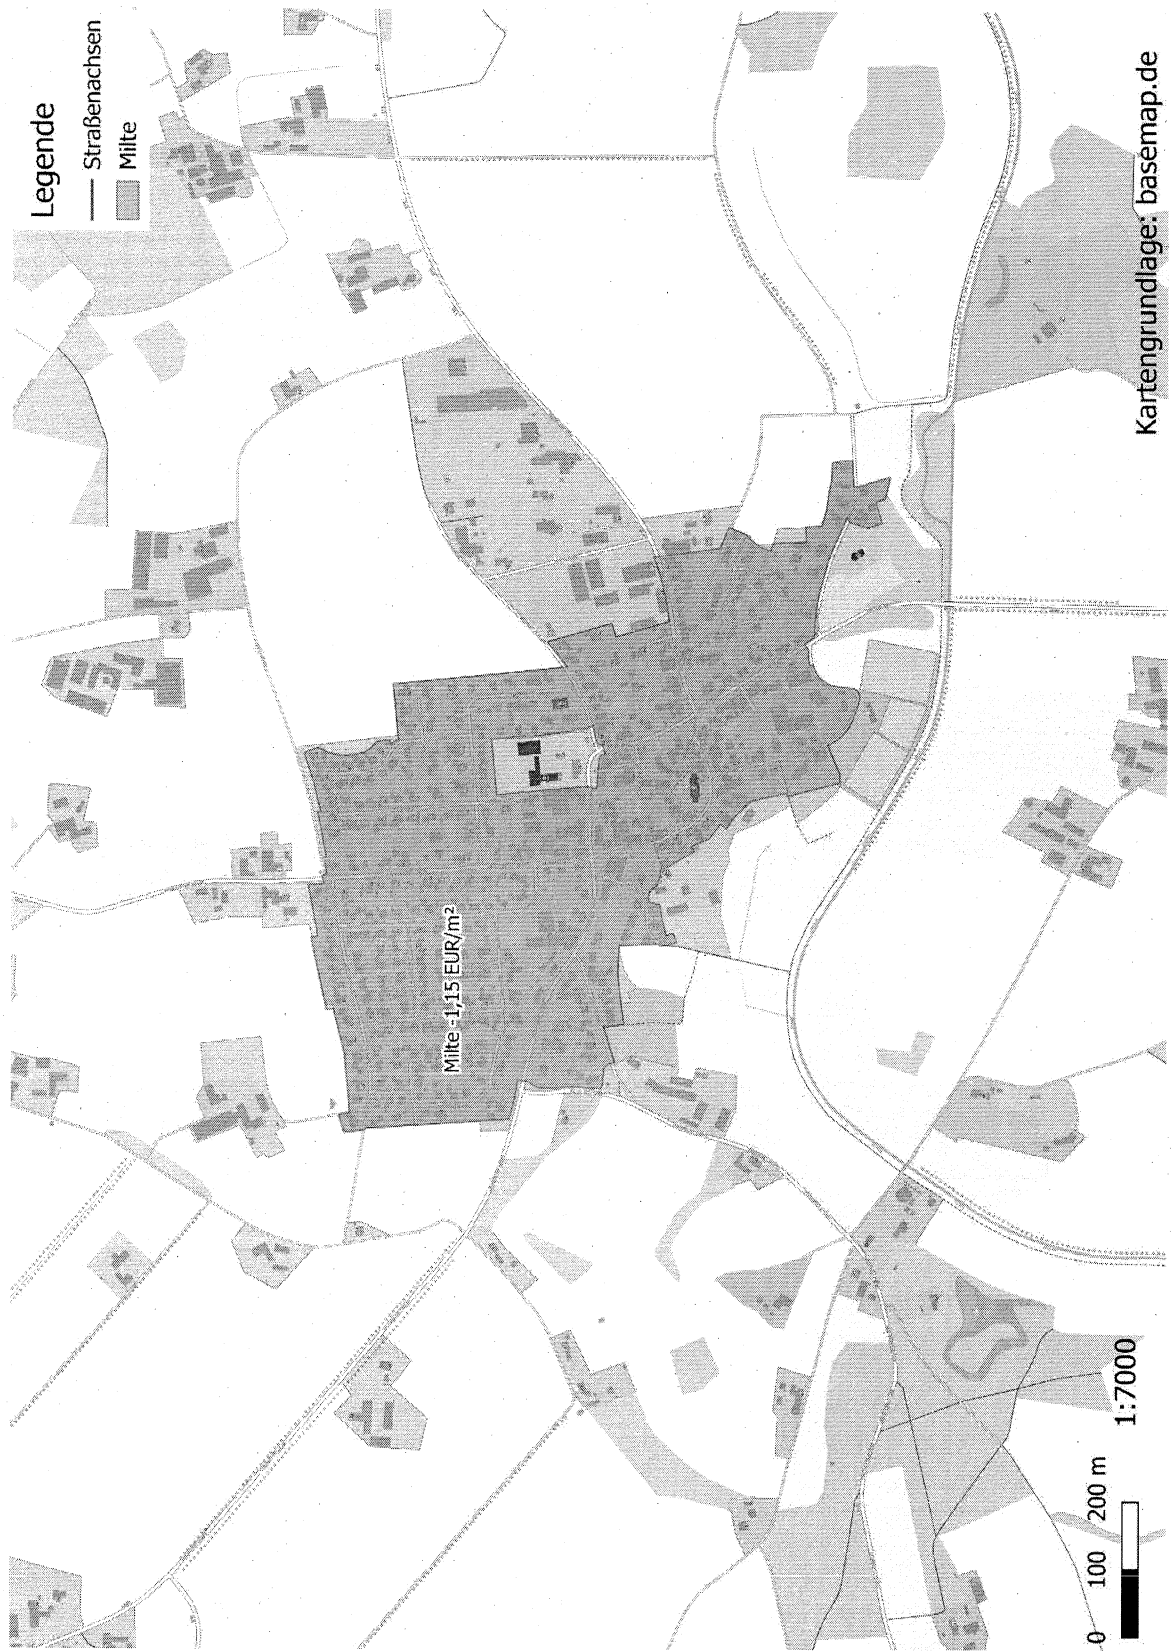 Legende
Straßenachsen
Milte
Milte -1,15 EUR/m²
0 100 200 m
1:7000
Kartengrundlage: basemap.de